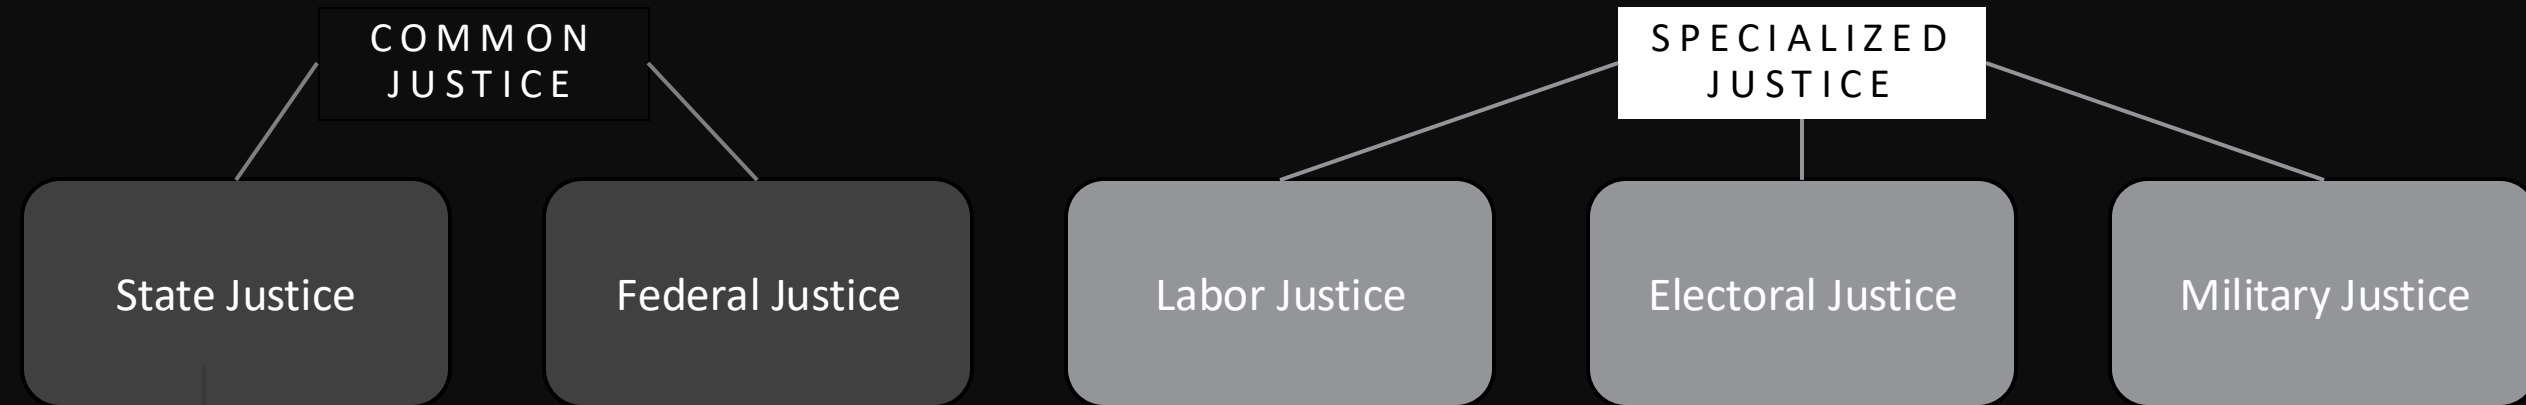 COMMON
JUSTICE
SPECIALIZED
JUSTICE
State Justice
Federal Justice
Labor Justice
Electoral Justice
Military Justice